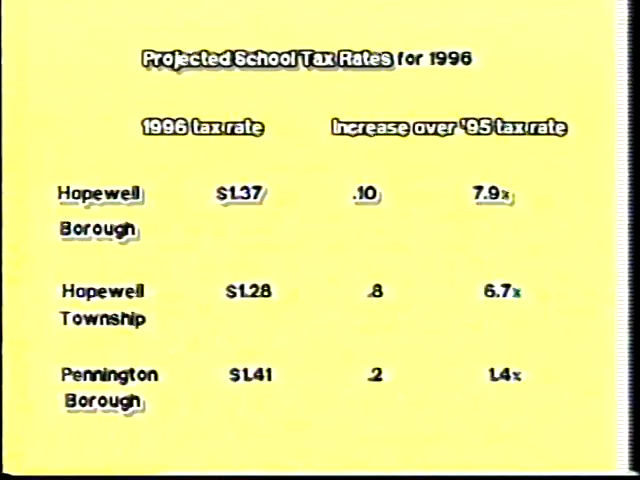 Projected School Tax Rates for 1996
1996 tax rate Increase over '95 tax rate
Hopewell $1.37 .10 7.9%
Borough
Hopewell $1.28 .8 6.7%
Township
Pennington $1.41 .2 1.4%
Borough